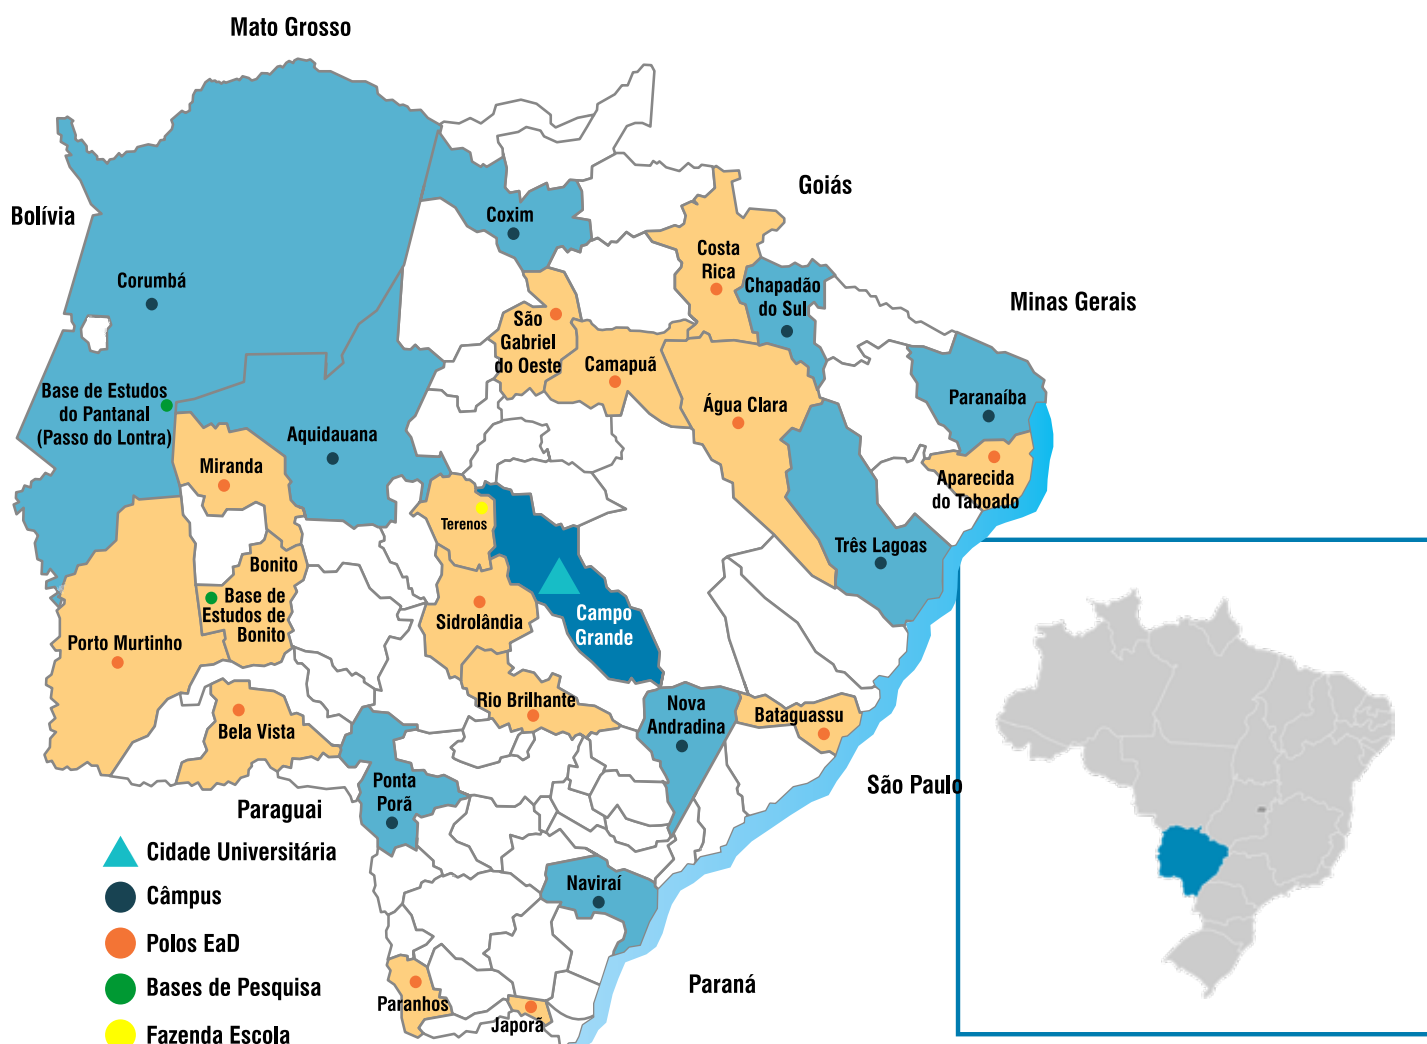 Mato Grosso
Goiás
Bolívia
Coxim
Costa
Rica
Corumbá
Chapadão
do Sul
Minas Gerais
São
Gabriel
do Oeste
Camapuã
Base de Estudos
do Pantanal
(Passo do Lontra)
Água Clara
Paranaíba
Aquidauana
Miranda
Aparecida
do Taboado
Terenos
Três Lagoas
Bonito
Base de
Estudos de
Bonito
Campo
Grande
Sidrolândia
Porto Murtinho
Rio Brilhante
Nova
Andradina
Bataguassu
Bela Vista
Ponta
Porã
São Paulo
Paraguai
Cidade Universitária
Câmpus
Naviraí
Polos EaD
Bases de Pesquisa
Paraná
Paranhos
Japorã
Fazenda Escola